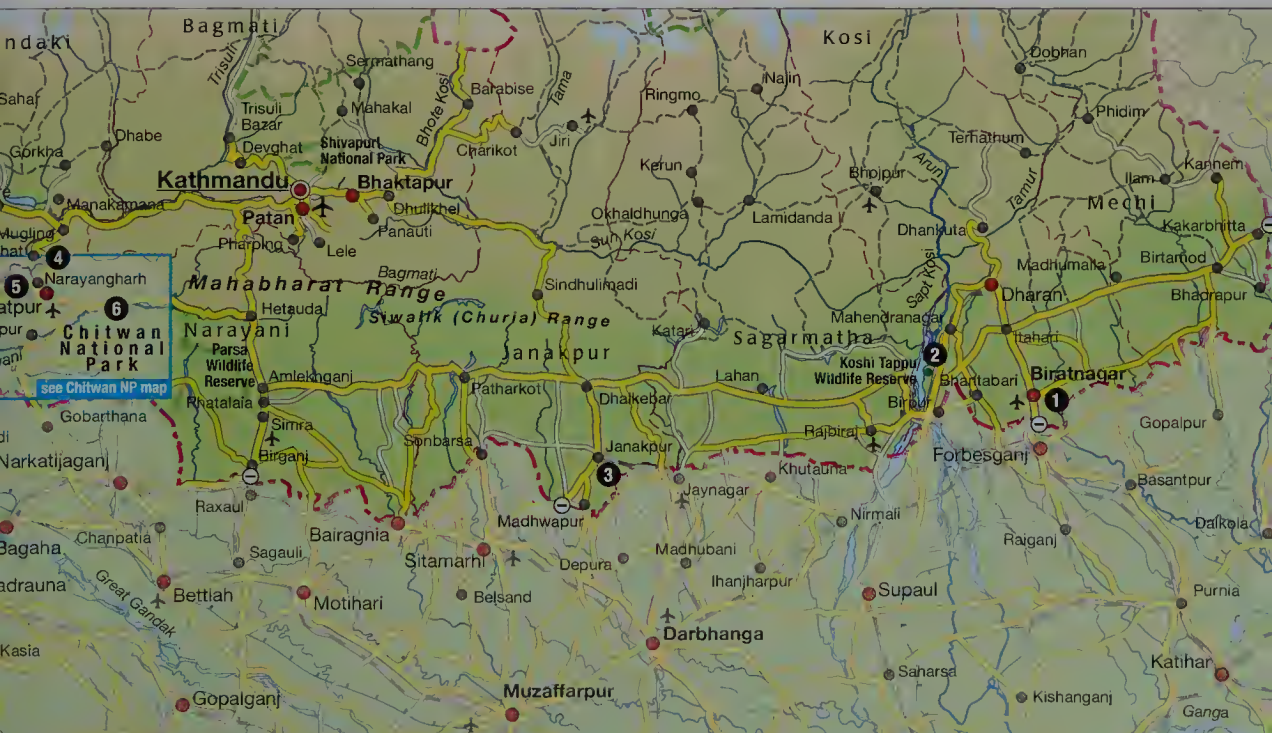 Bagmati
Kosi
ndaki
Dobhan
Sermathang
Trisuli
Najin
Sahar
Barabise
Tama
Ringmo
Trisuli
Bazar
Mahakal
Bhote Kosi
Phidim
Dhabe
Devghat
Shivapuri
National Park
Charikot
Jiri
Terhathum
Gorkha
Kerun
Arun
Kannem
Kathmandu
Bhaktapur
Bhojpur
Tamur
Ilam
Manakamana
Patan
Dhulikhel
Okhaldhunga
Lamidanda
Mechi
Mugling
Panauti
Sun Kosi
Dhankuta
Kakarbhitta
Pharping
Lele
hat
4
Bagmati
Sapt Kosi
Madhumalla
Birtamod
5
Narayangharh
Mahabharat Range
Sindhulimadi
Dharan
Bhadrapur
atpur
6
Hetauda
Siwalik (Churia) Range
Mahendranagar
pur
Chitwan
National
Park
Narayani
Katari
Sagarmatha
Itahari
Parsa
Wildlife
Reserve
Janakpur
2
Koshi Tappu
Wildlife Reserve
see Chitwan NP map
Amlekhganj
Patharkot
Dhalkebar
Lahan
Bhantabari
Biratnagar
1
Phatalaia
Birpur
Gobarthana
Simra
Sonbarsa
Rajbiraj
Gopalpur
Narkatijaganj
Birganj
Janakpur
3
Khutauna
Forbesganj
Jaynagar
Basantpur
Raxaul
Madhwapur
Nirmali
Bagaha
Chanpatia
Bairagnia
Dalkola
Sagauli
Sitamarhi
Depura
Madhubani
Raiganj
adrauna
Bettiah
Ihanjharpur
Great Gandak
Motihari
Belsand
Supaul
Purnia
Kasia
Darbhanga
Saharsa
Katihar
Gopalganj
Muzaffarpur
Kishanganj
Ganga